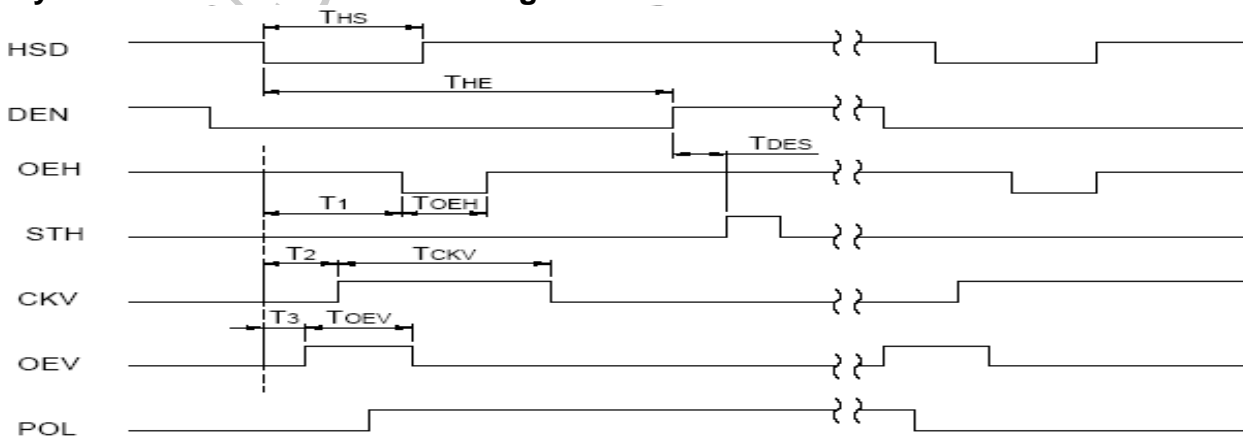 THS
HSD
THE
DEN
TDES
OEH
T1 TOEH
STH
T2 TCKV
CKV
T3 TOEV
OEV
POL